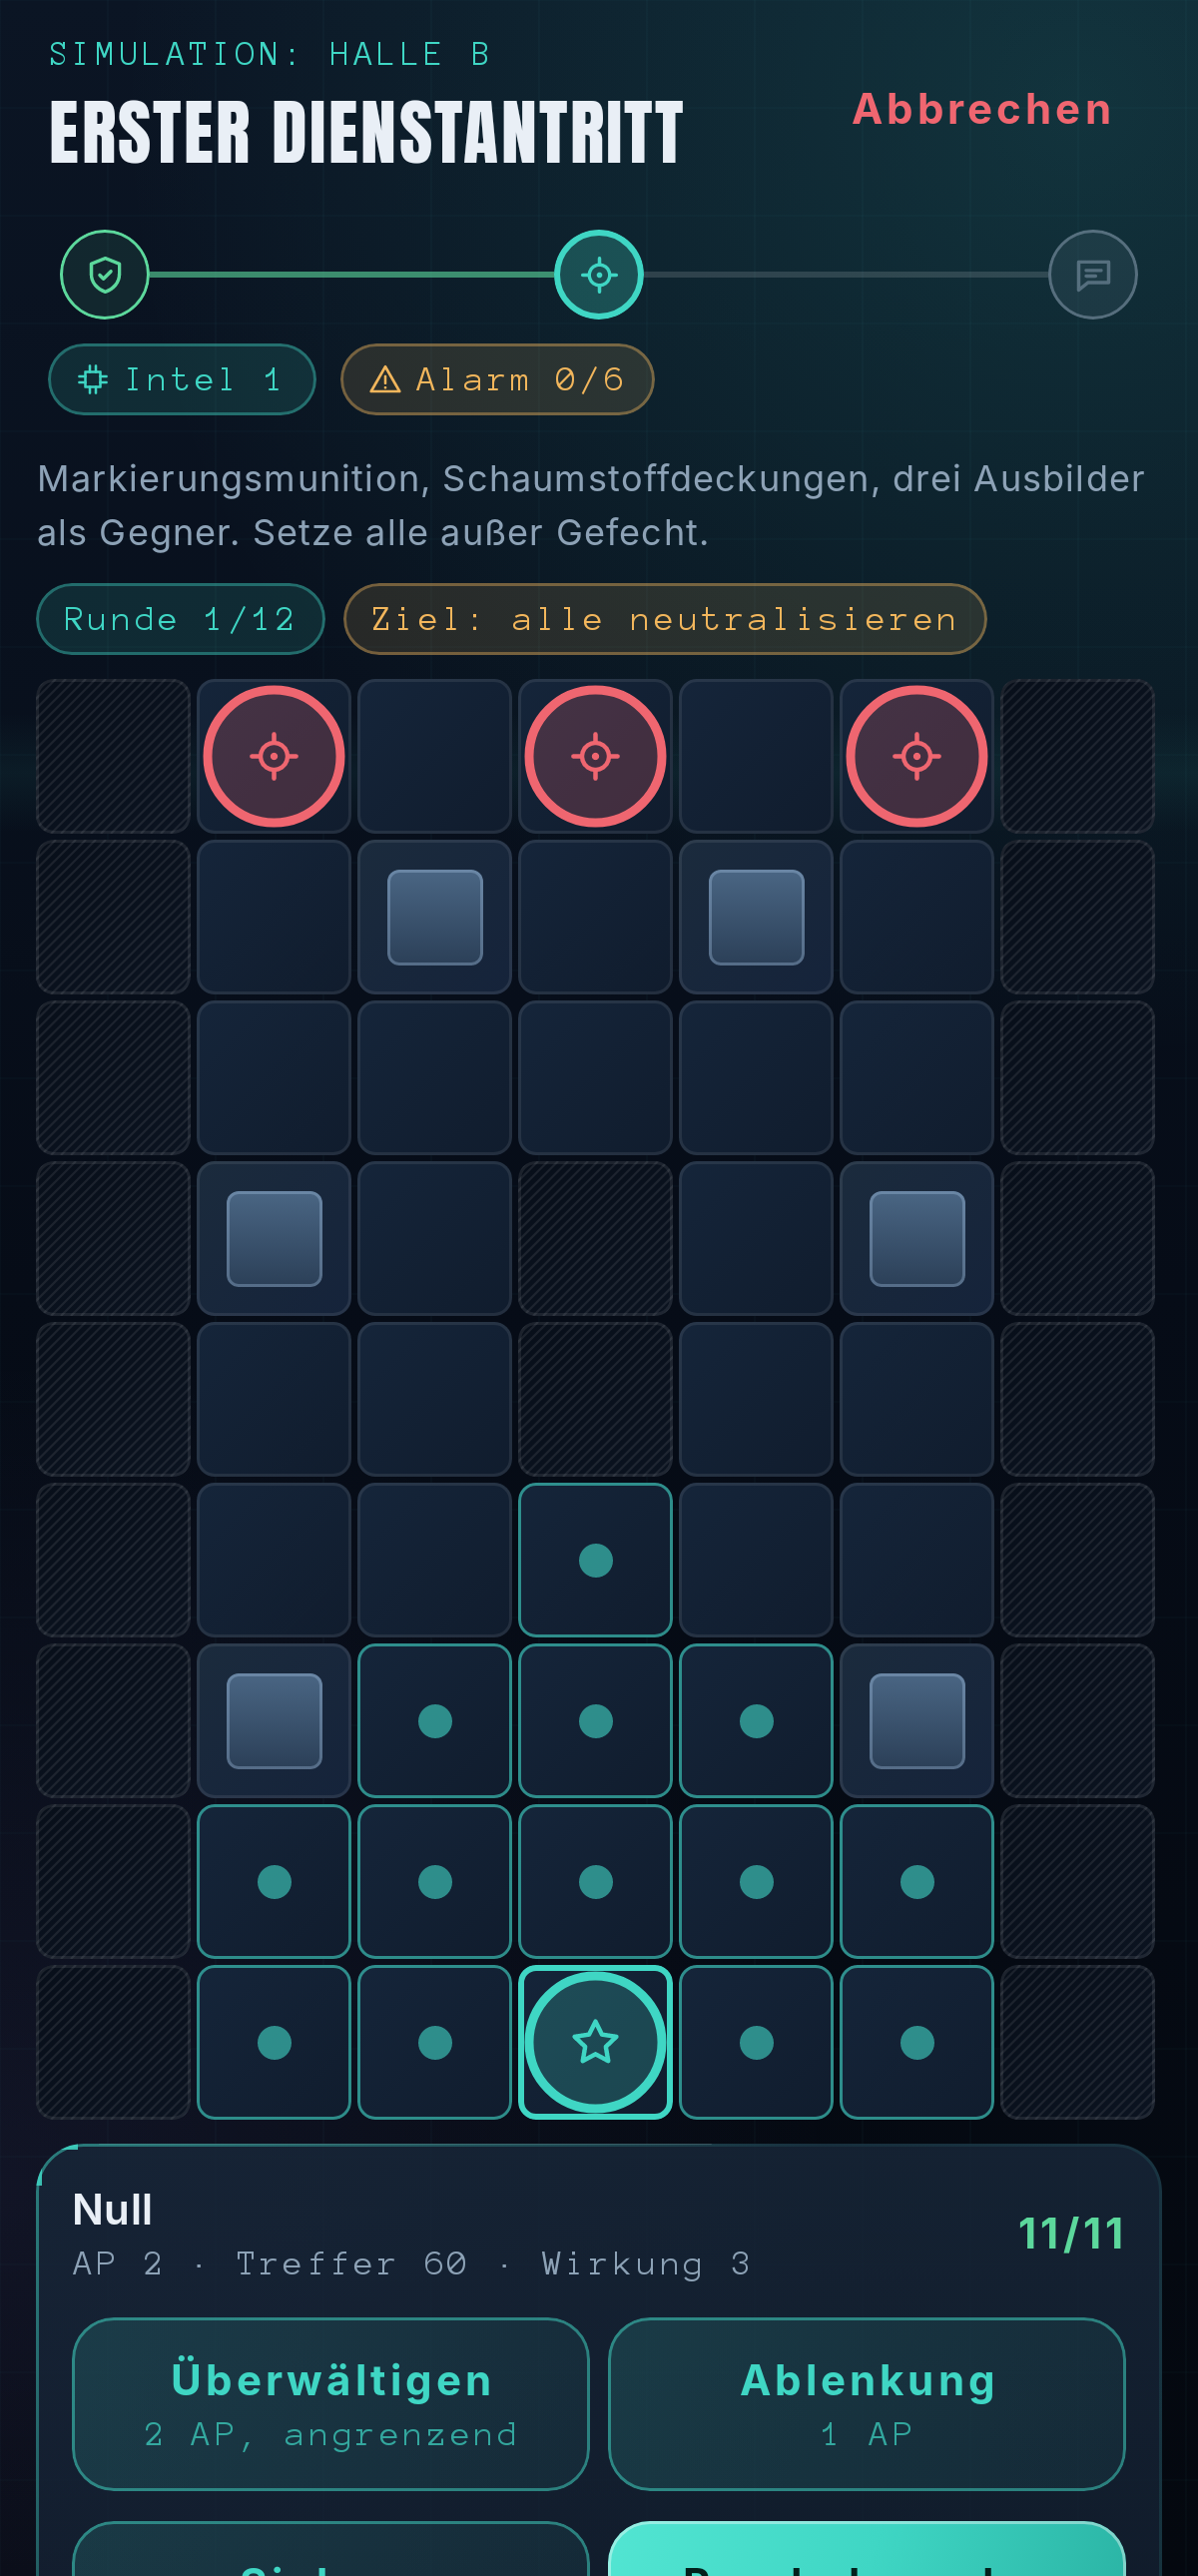 SIMULATION: HALLE B
ERSTER DIENSTANTRITT
Abbrechen
Intel 1
Alarm 0/6
Markierungsmunition, Schaumstoffdeckungen, drei Ausbilder
als Gegner. Setze alle außer Gefecht.
Runde 1/12
Ziel: alle neutralisieren
Null
11/11
AP 2 · Treffer 60 · Wirkung 3
Überwältigen
2 AP, angrenzend
Ablenkung
1 AP